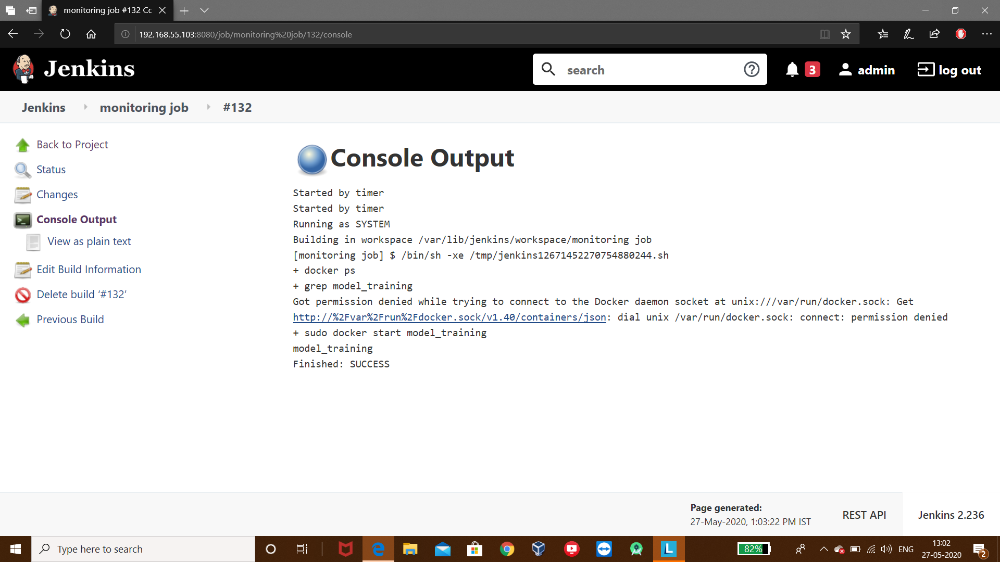 monitoring job #132 Cc
192.168.55.103:8080/job/monitoring%20job/132/console
Jenkins
search
3
admin
log out
Jenkins
monitoring job
#132
Back to Project
Status
Changes
Console Output
View as plain text
Edit Build Information
Delete build ‘#132’
Previous Build
Console Output
Started by timer
Started by timer
Running as SYSTEM
Building in workspace /var/lib/jenkins/workspace/monitoring job
[monitoring job] $ /bin/sh -xe /tmp/jenkins12671452270754880244.sh
+ docker ps
+ grep model_training
Got permission denied while trying to connect to the Docker daemon socket at unix:///var/run/docker.sock: Get
http://%2Fvar%2Frun%2Fdocker.sock/v1.40/containers/json: dial unix /var/run/docker.sock: connect: permission denied
+ sudo docker start model_training
model_training
Finished: SUCCESS
Page generated:
27-May-2020, 1:03:22 PM IST
REST API
Jenkins 2.236
Type here to search
L
82%
ENG
13:02
27-05-2020
2